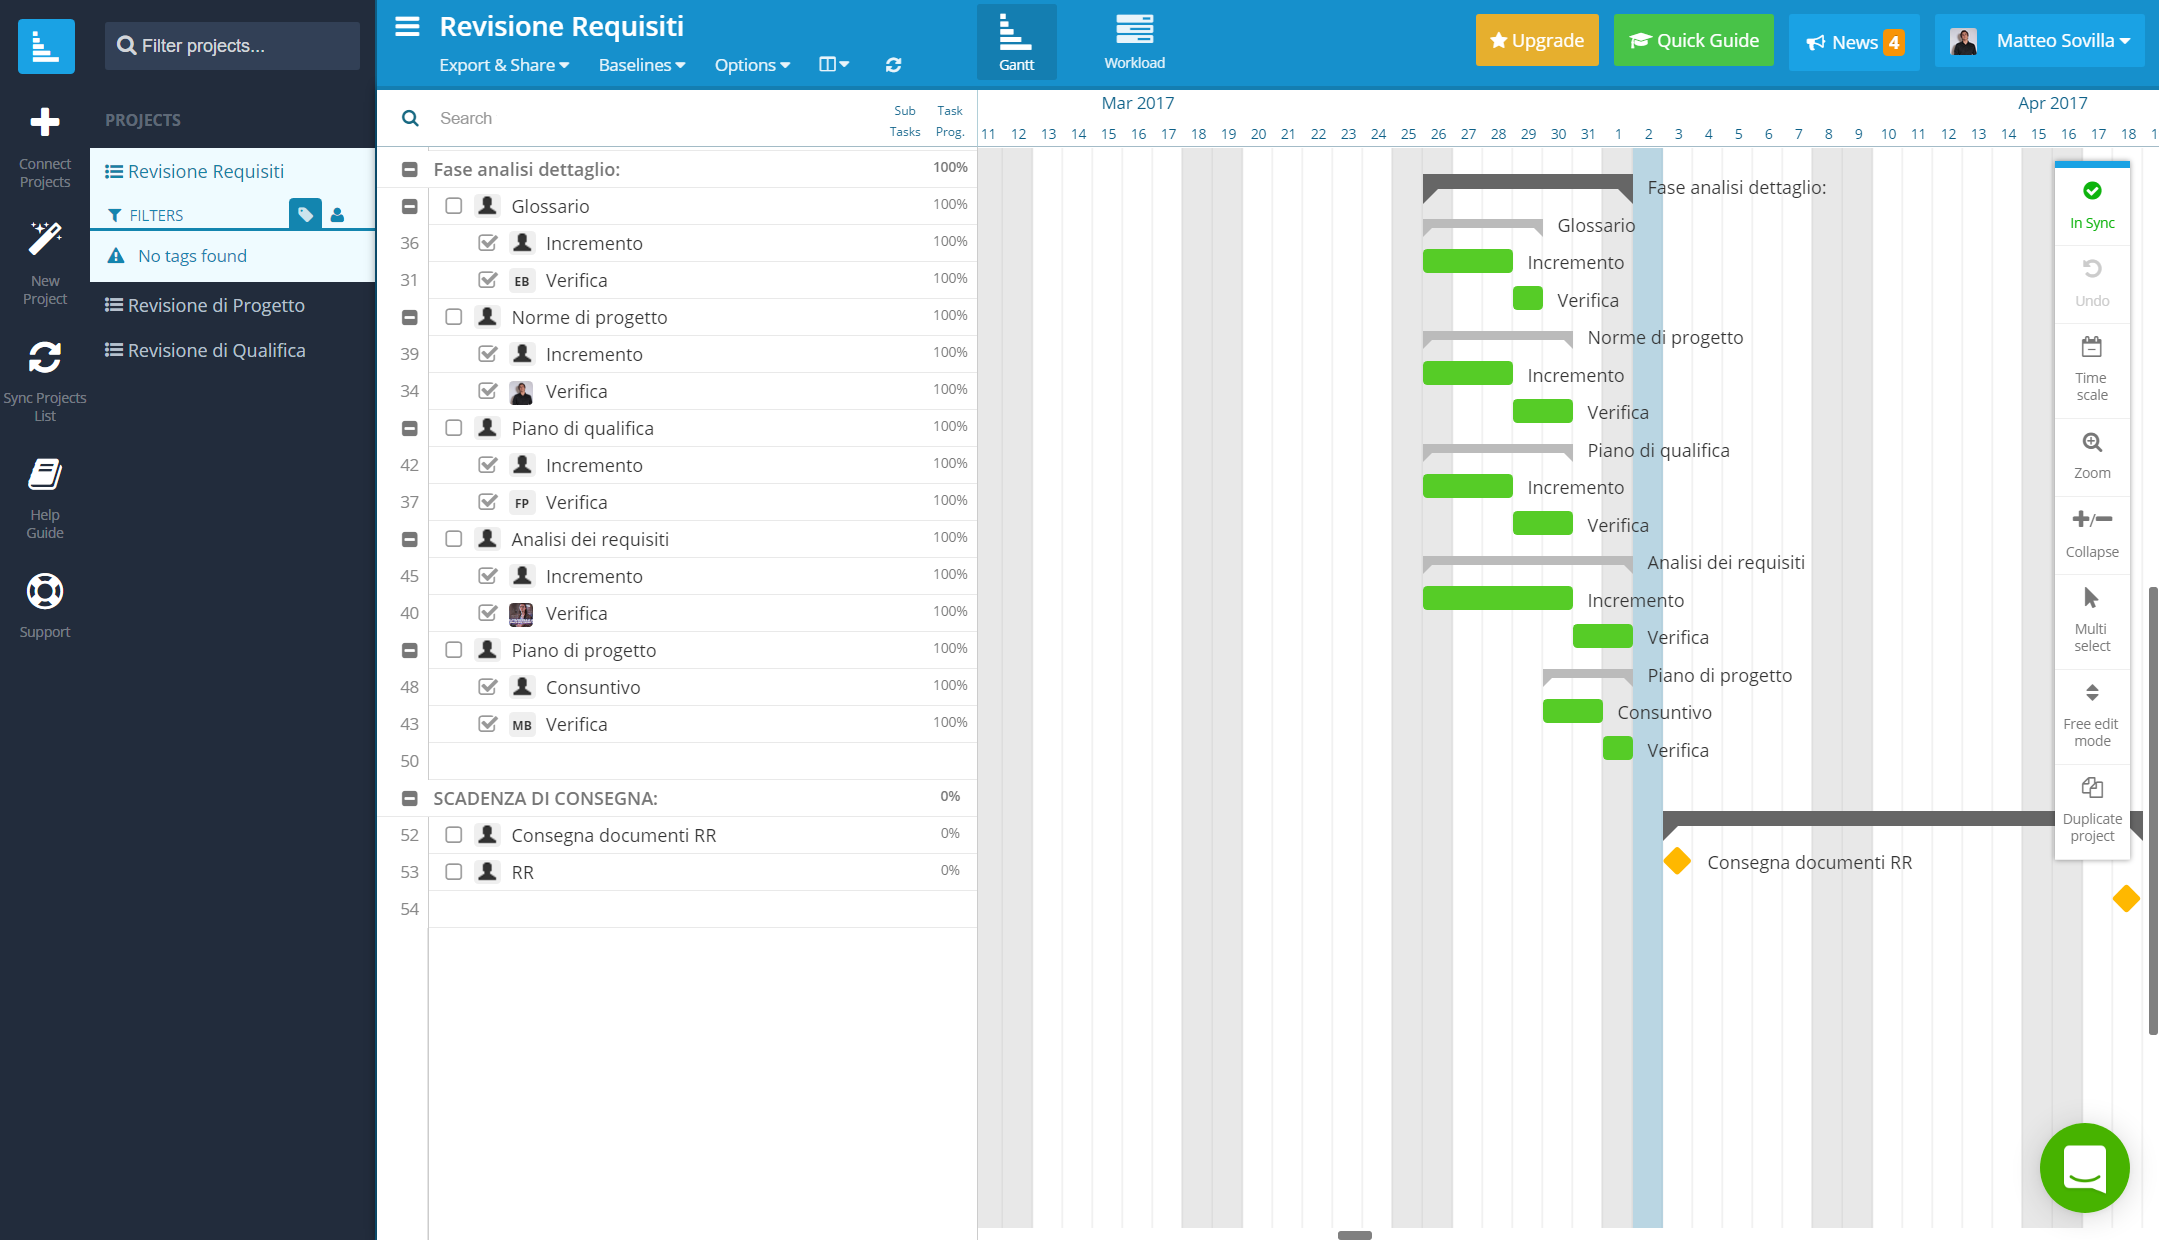 Filter projects...
Connect
Projects
New
Project
Sync Projects
List
Help
Guide
Support
PROJECTS
Revisione Requisiti
FILTERS
No tags found
Revisione di Progetto
Revisione di Qualifica
Revisione Requisiti
Export & Share
Baselines
Options
Gantt
Workload
Upgrade
Quick Guide
News 4
Matteo Sovilla
Search
Sub
Tasks
Task
Prog.
Mar 2017
Apr 2017
11 12 13 14 15 16 17 18 19 20 21 22 23 24 25 26 27 28 29 30 31 1 2 3 4 5 6 7 8 9 10 11 12 13 14 15 16 17 18 1
Fase analisi dettaglio: 100%
Glossario 100%
36 Incremento 100%
31 EB Verifica 100%
Norme di progetto 100%
39 Incremento 100%
34 Verifica 100%
Piano di qualifica 100%
42 Incremento 100%
37 FP Verifica 100%
Analisi dei requisiti 100%
45 Incremento 100%
40 Verifica 100%
Piano di progetto 100%
48 Consuntivo 100%
43 MB Verifica 100%
50
SCADENZA DI CONSEGNA: 0%
52 Consegna documenti RR 0%
53 RR 0%
54
Fase analisi dettaglio:
Glossario
Incremento
Verifica
Norme di progetto
Incremento
Verifica
Piano di qualifica
Incremento
Verifica
Analisi dei requisiti
Incremento
Verifica
Piano di progetto
Consuntivo
Verifica
Consegna documenti RR
In Sync
Undo
Time
scale
Zoom
Collapse
Multi
select
Free edit
mode
Duplicate
project